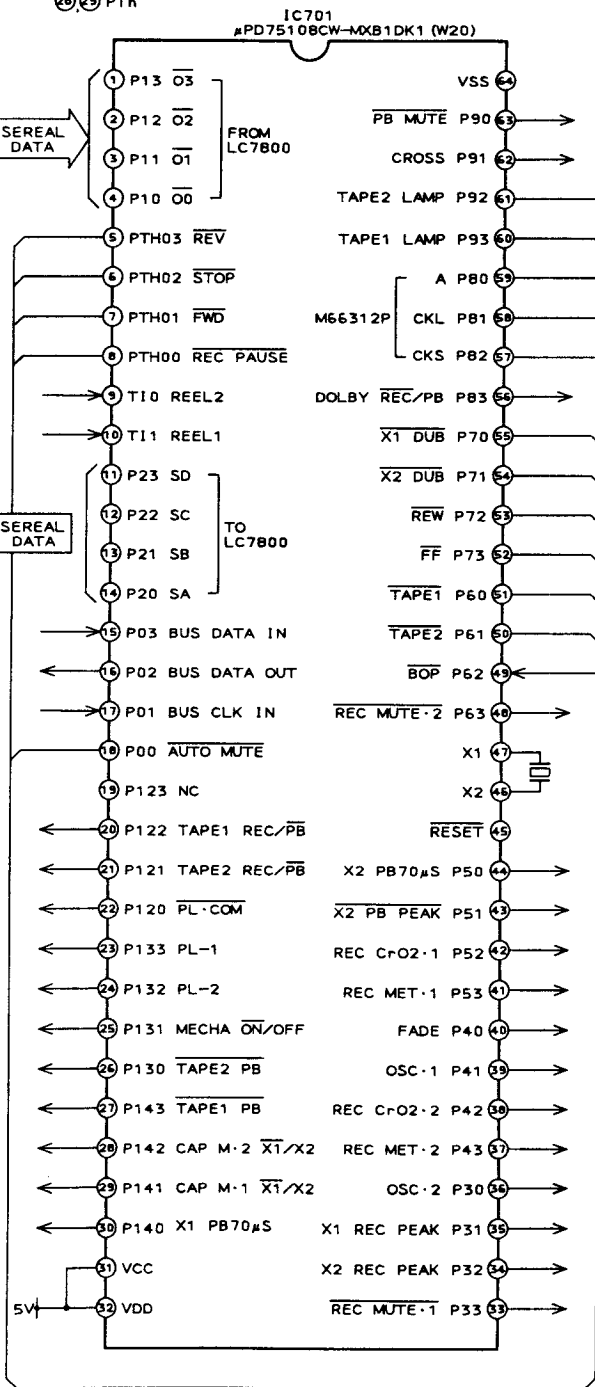 28,29 Pin
IC701
μPD75108CW-MXB1DK1 (W20)
1 P13 O3
2 P12 O2
3 P11 O1
4 P10 O0
FROM
LC7800
SEREAL
DATA
5 PTH03 REV
6 PTH02 STOP
7 PTH01 FWD
8 PTH00 REC PAUSE
9 TI0 REEL2
10 TI1 REEL1
11 P23 SD
12 P22 SC
13 P21 SB
14 P20 SA
TO
LC7800
SEREAL
DATA
15 P03 BUS DATA IN
16 P02 BUS DATA OUT
17 P01 BUS CLK IN
18 P00 AUTO MUTE
19 P123 NC
20 P122 TAPE1 REC/PB
21 P121 TAPE2 REC/PB
22 P120 PL·COM
23 P133 PL-1
24 P132 PL-2
25 P131 MECHA ON/OFF
26 P130 TAPE2 PB
27 P143 TAPE1 PB
28 P142 CAP M·2 X1/X2
29 P141 CAP M·1 X1/X2
30 P140 X1 PB70μS
31 VCC
32 VDD
5V
VSS 64
PB MUTE P90 63
CROSS P91 62
TAPE2 LAMP P92 61
TAPE1 LAMP P93 60
A P80 59
M66312P CKL P81 58
CKS P82 57
DOLBY REC/PB P83 56
X1 DUB P70 55
X2 DUB P71 54
REW P72 53
FF P73 52
TAPE1 P60 51
TAPE2 P61 50
BOP P62 49
REC MUTE·2 P63 48
X1 47
X2 46
RESET 45
X2 PB70μS P50 44
X2 PB PEAK P51 43
REC CrO2·1 P52 42
REC MET·1 P53 41
FADE P40 40
OSC·1 P41 39
REC CrO2·2 P42 38
REC MET·2 P43 37
OSC·2 P30 36
X1 REC PEAK P31 35
X2 REC PEAK P32 34
REC MUTE·1 P33 33